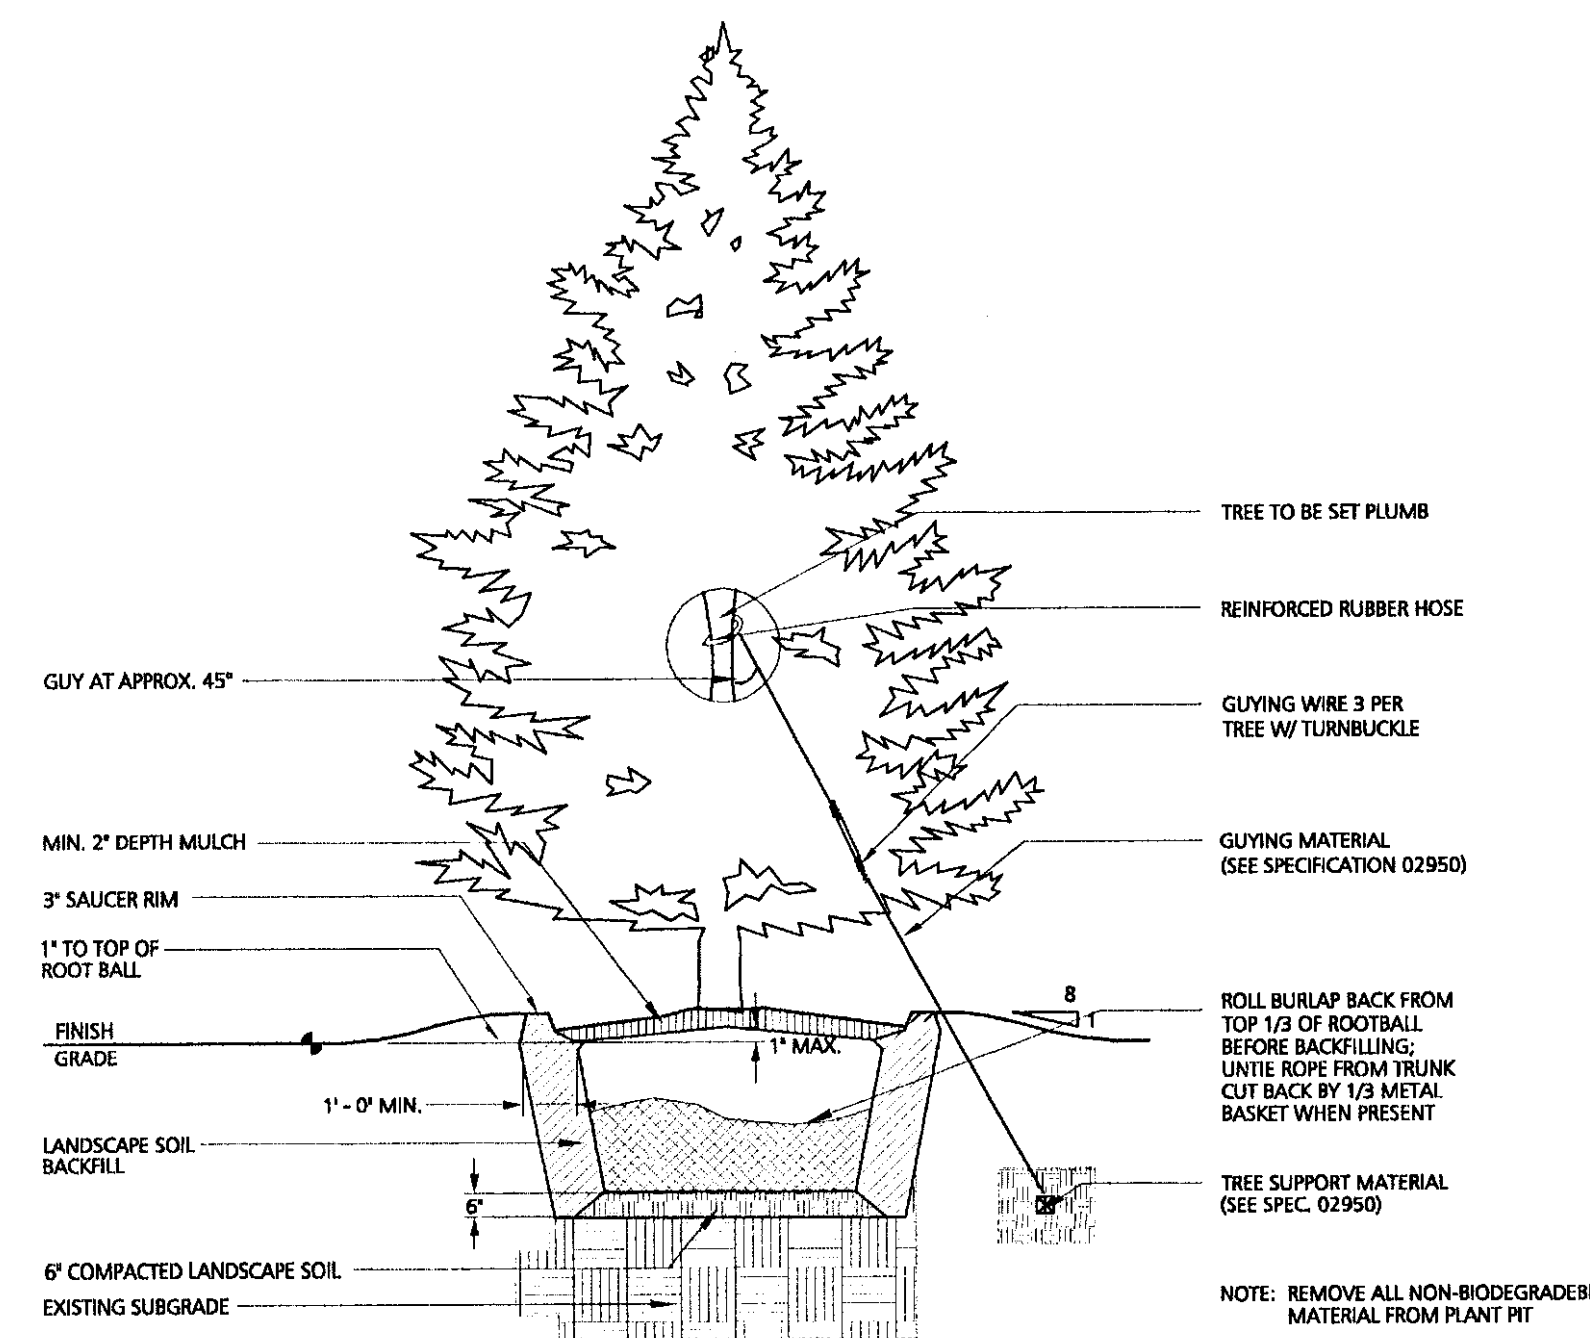 TREE TO BE SET PLUMB
REINFORCED RUBBER HOSE
GUY AT APPROX. 45°
GUYING WIRE 3 PER
TREE W/ TURNBUCKLE
MIN. 2" DEPTH MULCH
GUYING MATERIAL
(SEE SPECIFICATION 02950)
3" SAUCER RIM
1" TO TOP OF
ROOT BALL
8
1
FINISH
GRADE
1" MAX.
ROLL BURLAP BACK FROM
TOP 1/3 OF ROOTBALL
BEFORE BACKFILLING;
UNTIE ROPE FROM TRUNK
CUT BACK BY 1/3 METAL
BASKET WHEN PRESENT
1' - 0" MIN.
LANDSCAPE SOIL
BACKFILL
TREE SUPPORT MATERIAL
(SEE SPEC. 02950)
6"
6" COMPACTED LANDSCAPE SOIL
EXISTING SUBGRADE
NOTE: REMOVE ALL NON-BIODEGRADEB
MATERIAL FROM PLANT PIT